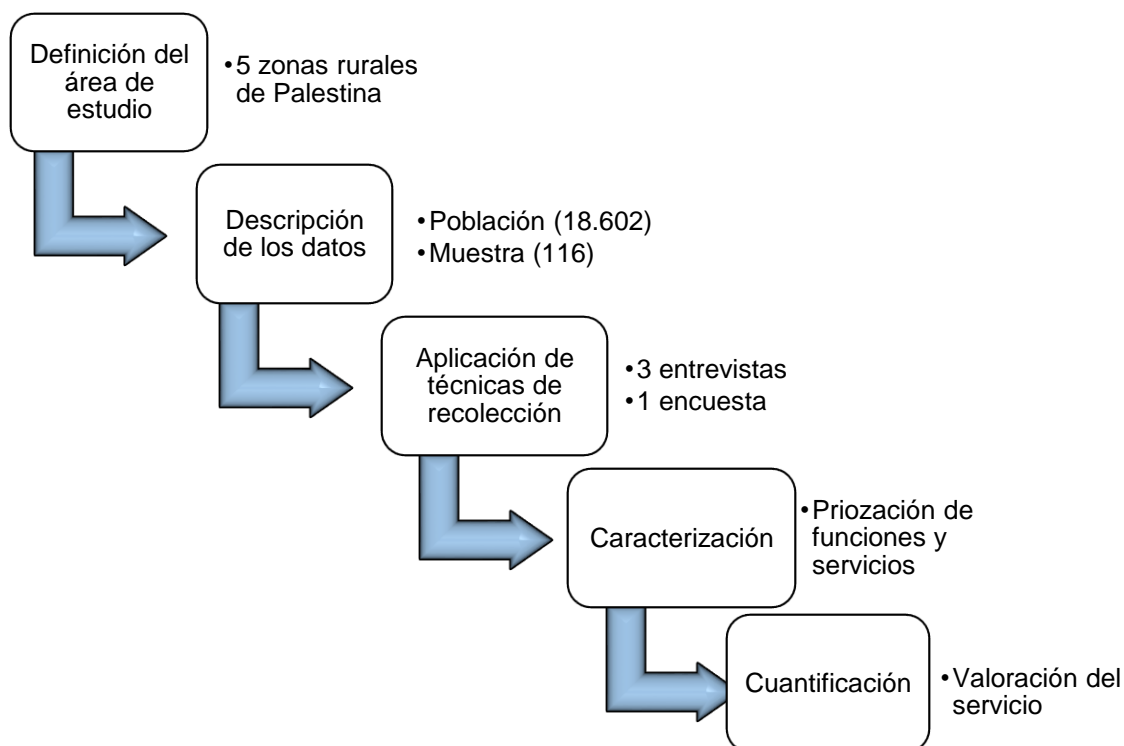 Definición del
área de
estudio
•5 zonas rurales
de Palestina
Descripción
de los datos
•Población (18.602)
•Muestra (116)
Aplicación de
técnicas de
recolección
•3 entrevistas
•1 encuesta
Caracterización
•Priozación de
funciones y
servicios
Cuantificación
•Valoración del
servicio